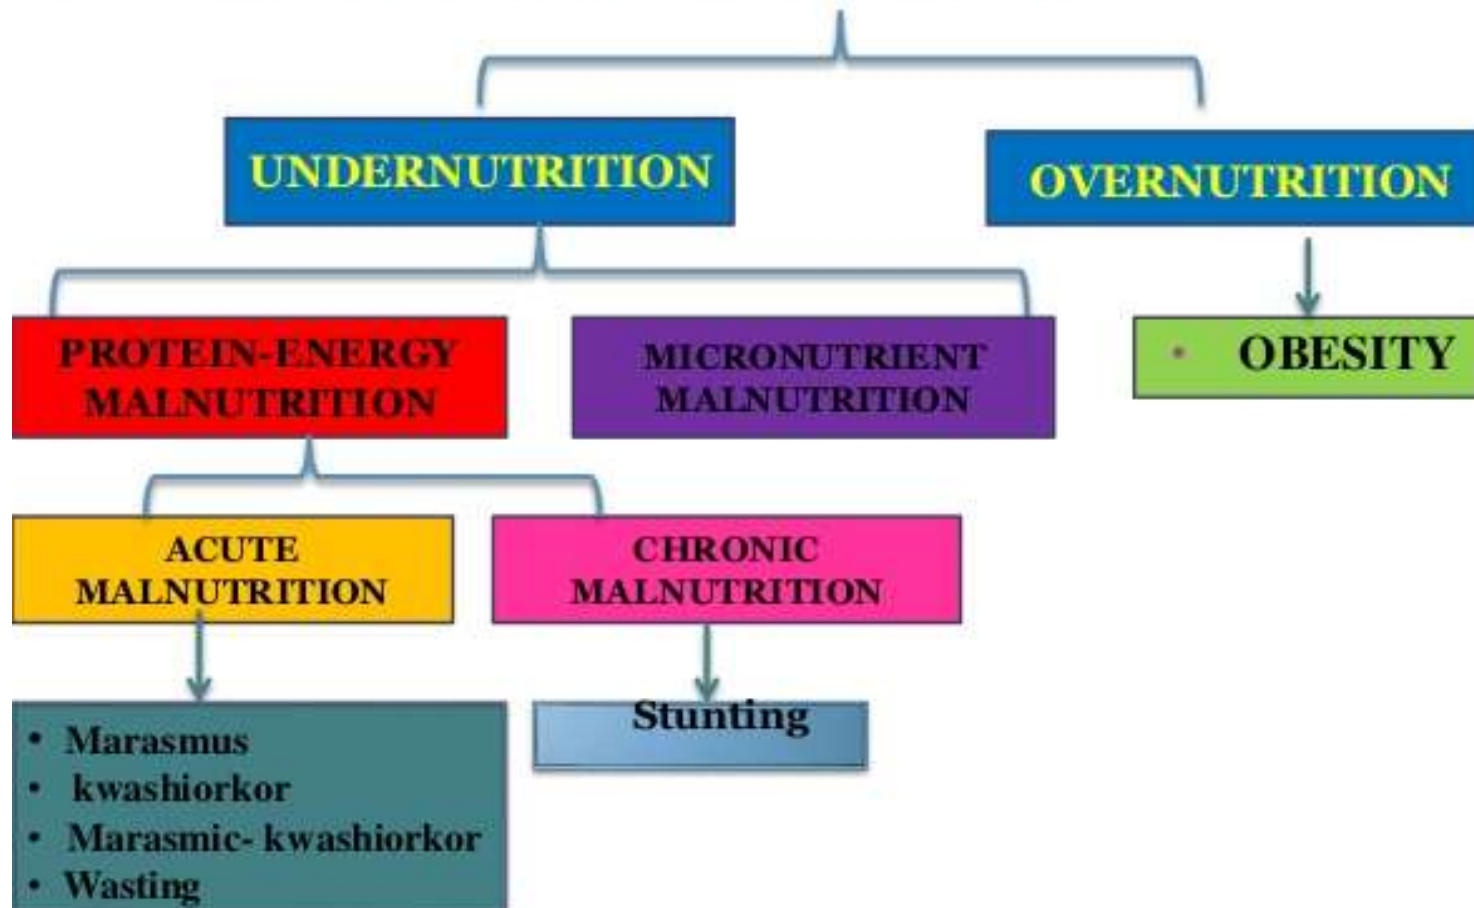 UNDERNUTRITION
OVERNUTRITION
PROTEIN-ENERGY
MALNUTRITION
MICRONUTRIENT
MALNUTRITION
• OBESITY
ACUTE
MALNUTRITION
CHRONIC
MALNUTRITION
• Marasmus
• kwashiorkor
• Marasmic- kwashiorkor
• Wasting
Stunting